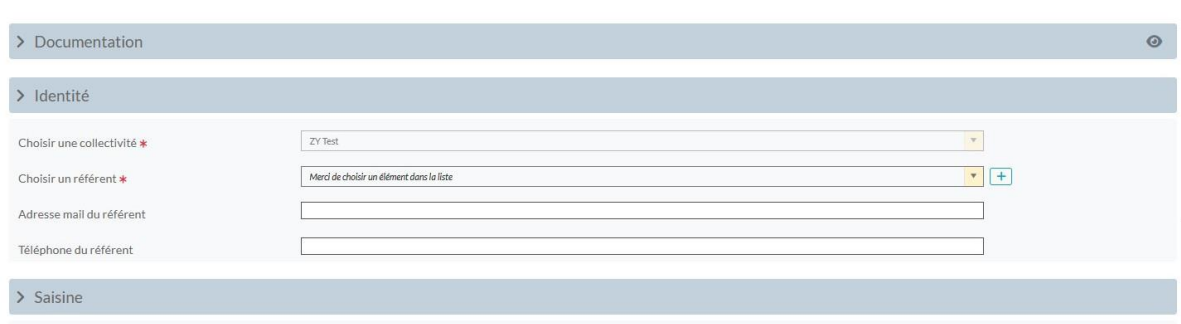 Documentation
Identité
Choisir une collectivité *
ZY Test
Choisir un référent *
Merci de choisir un élément dans la liste
+
Adresse mail du référent
Téléphone du référent
Saisine